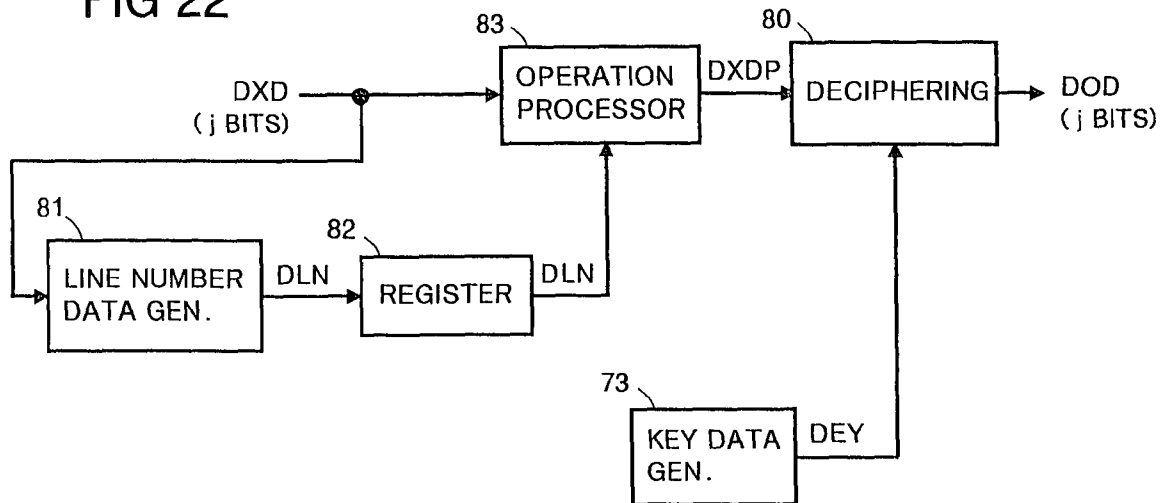 FIG 22
83
80
DXD
(j BITS)
OPERATION
PROCESSOR
DXDP
DECIPHERING
DOD
(j BITS)
81
82
LINE NUMBER
DATA GEN.
DLN
REGISTER
DLN
73
KEY DATA
GEN.
DEY